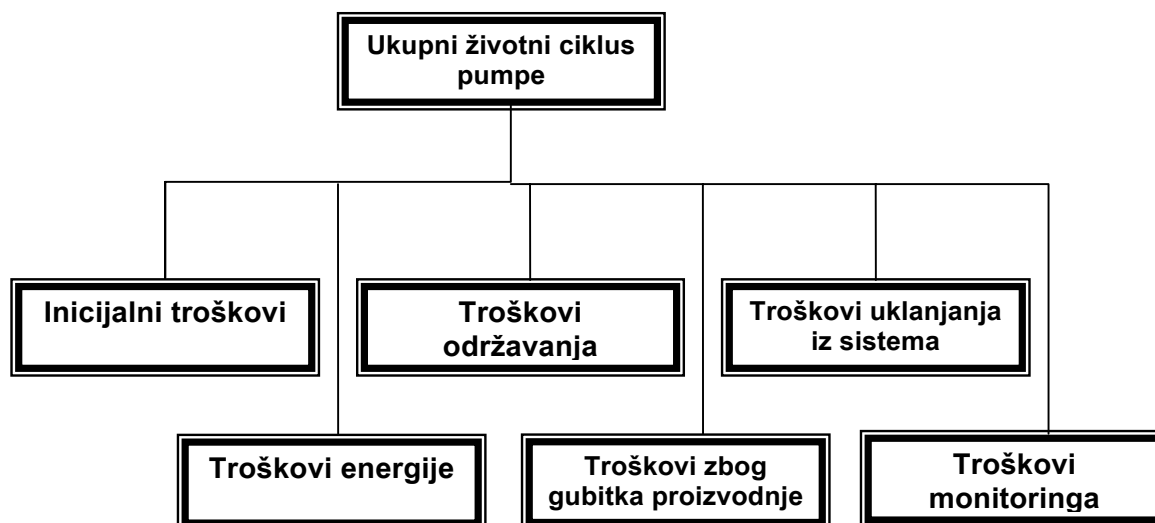 Ukupni životni ciklus
pumpe
Inicijalni troškovi
Troškovi
održavanja
Troškovi uklanjanja
iz sistema
Troškovi energije
Troškovi zbog
gubitka proizvodnje
Troškovi
monitoringa